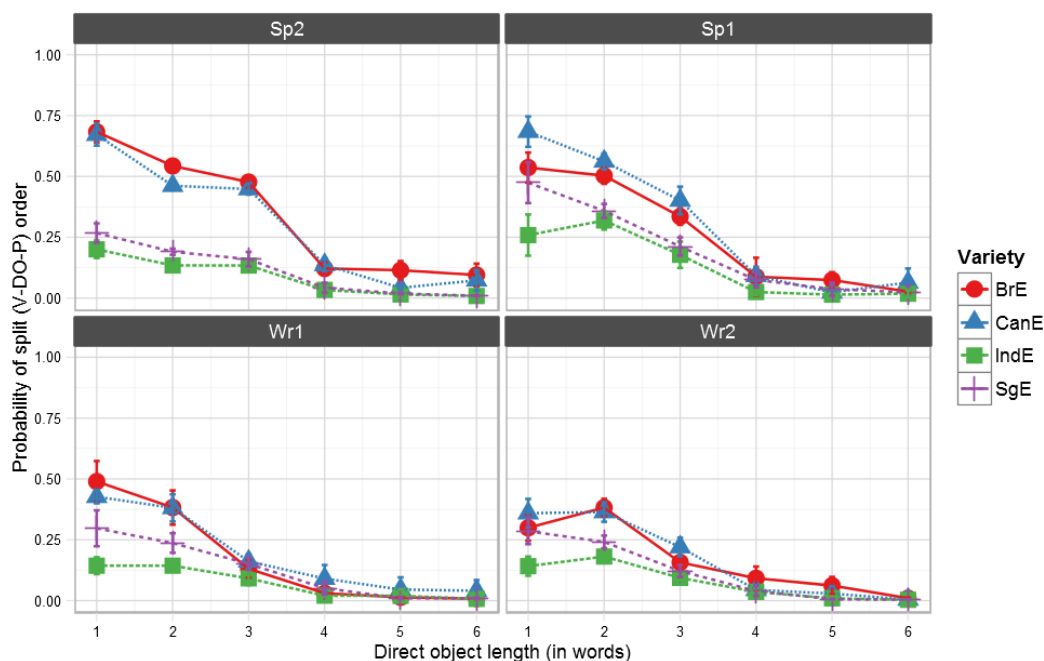 Sp2
Sp1
1.00
0.75
0.50
0.25
0.00
Wr1
Wr2
1.00
0.75
0.50
0.25
0.00
1 2 3 4 5 6
1 2 3 4 5 6
Direct object length (in words)
Probability of split (V-DO-P) order
Variety
BrE
CanE
IndE
SgE